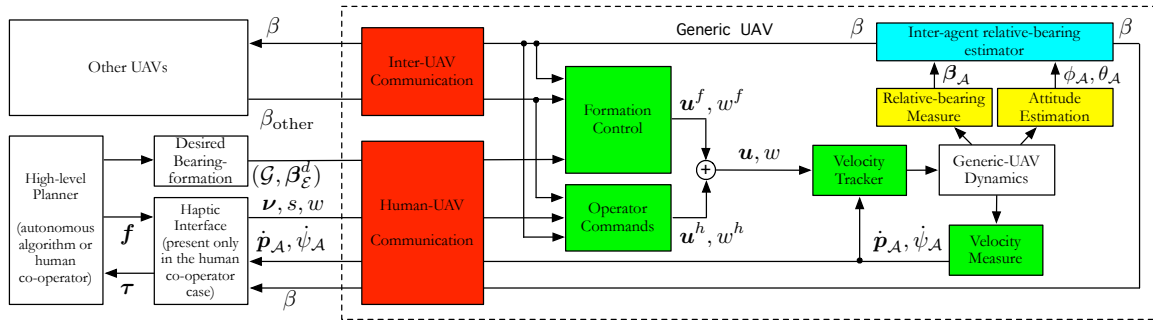 β
Generic UAV
β
Inter-agent relative-bearing
estimator
β
Other UAVs
Inter-UAV
Communication
β_𝒜
ϕ_𝒜, θ_𝒜
Relative-bearing
Measure
Attitude
Estimation
β_other
Formation
Control
u^f, w^f
Desired
Bearing-
formation
(𝒢, β_ℰ^d)
u, w
+
Velocity
Tracker
Generic-UAV
Dynamics
High-level
Planner
(autonomous
algorithm or
human
co-operator)
f
τ
Haptic
Interface
(present only
in the human
co-operator
case)
ν, s, w
ṗ_𝒜, ψ̇_𝒜
β
Human-UAV
Communication
Operator
Commands
u^h, w^h
ṗ_𝒜, ψ̇_𝒜
Velocity
Measure